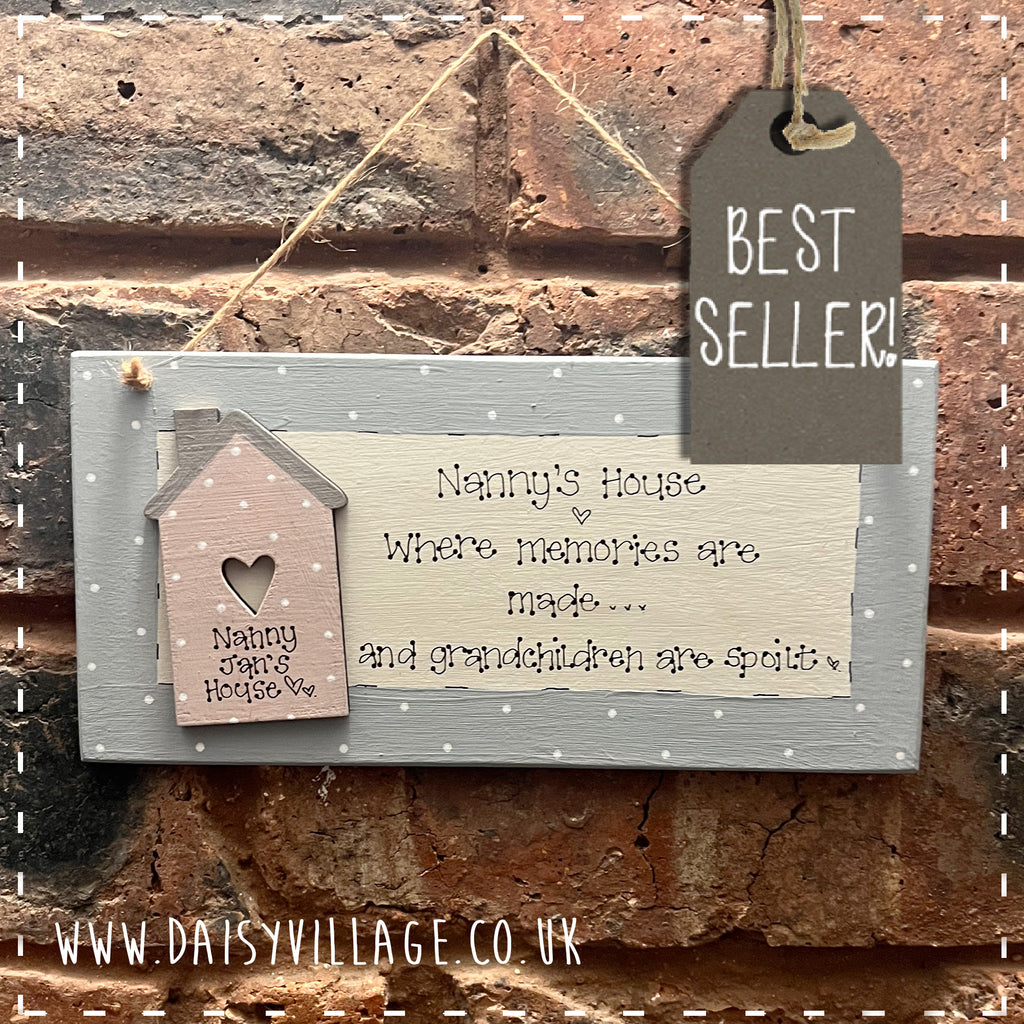 BEST
SELLER!
Nanny's House
Where memories are
made...
and grandchildren are spoilt
Nanny
Jan's
House
WWW.DAISYVILLAGE.CO.UK